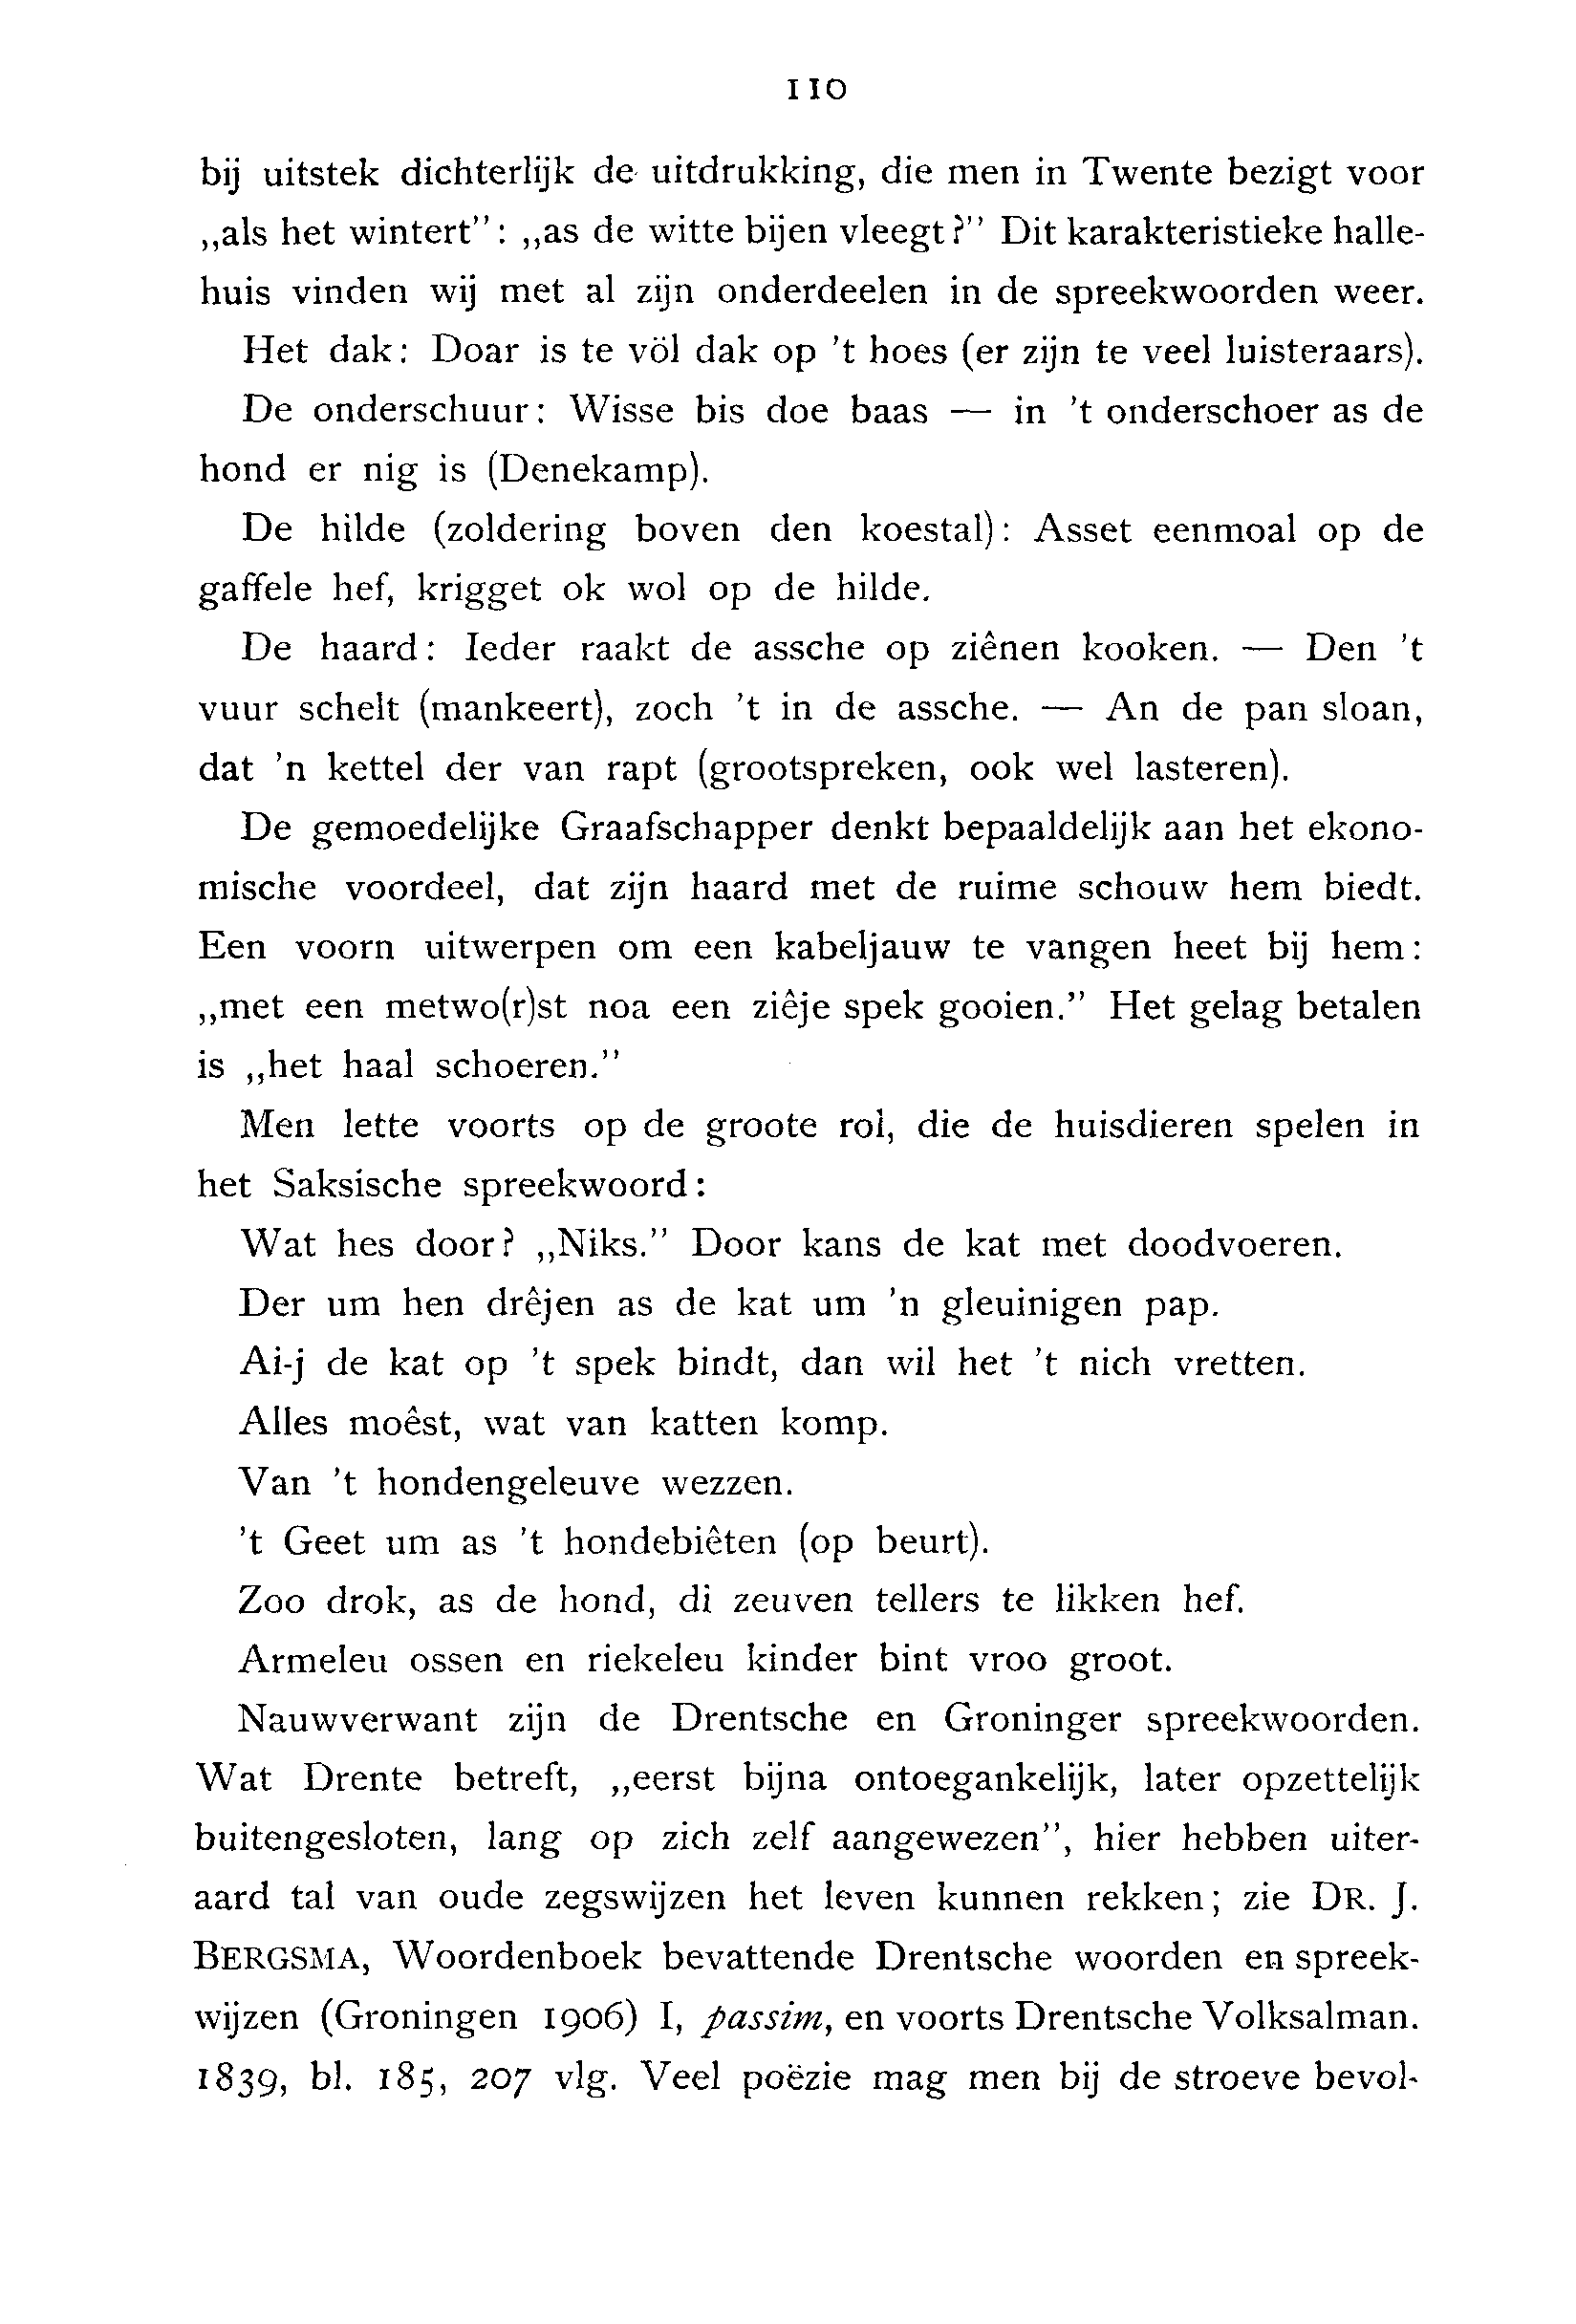 110
bij uitstek dichterlijk de uitdrukking, die men in Twente bezigt voor
„als het wintert”: „as de witte bijen vleegt?” Dit karakteristieke halle-
huis vinden wij met al zijn onderdeelen in de spreekwoorden weer.
Het dak: Doar is te völ dak op 't hoes (er zijn te veel luisteraars).
De onderschuur: Wisse bis doe baas — in 't onderschoer as de
hond er nig is (Denekamp).
De hilde (zoldering boven den koestal): Asset eenmoal op de
gaffele hef, krigget ok wol op de hilde.
De haard: Ieder raakt de assche op ziênen kooken. — Den 't
vuur schelt (mankeert), zoch 't in de assche. — An de pan sloan,
dat 'n kettel der van rapt (grootspreken, ook wel lasteren).
De gemoedelijke Graafschapper denkt bepaaldelijk aan het ekono-
mische voordeel, dat zijn haard met de ruime schouw hem biedt.
Een voorn uitwerpen om een kabeljauw te vangen heet bij hem:
„met een metwo(r)st noa een ziêje spek gooien.” Het gelag betalen
is „het haal schoeren.”
Men lette voorts op de groote rol, die de huisdieren spelen in
het Saksische spreekwoord:
Wat hes door? „Niks.” Door kans de kat met doodvoeren.
Der um hen drêjen as de kat um 'n gleuinigen pap.
Ai-j de kat op 't spek bindt, dan wil het 't nich vretten.
Alles moêst, wat van katten komp.
Van 't hondengeleuve wezzen.
't Geet um as 't hondebiêten (op beurt).
Zoo drok, as de hond, di zeuven tellers te likken hef.
Armeleu ossen en riekeleu kinder bint vroo groot.
Nauwverwant zijn de Drentsche en Groninger spreekwoorden.
Wat Drente betreft, „eerst bijna ontoegankelijk, later opzettelijk
buitengesloten, lang op zich zelf aangewezen”, hier hebben uiter-
aard tal van oude zegswijzen het leven kunnen rekken; zie DR. J.
BERGSMA, Woordenboek bevattende Drentsche woorden en spreek-
wijzen (Groningen 1906) I, passim, en voorts Drentsche Volksalman.
1839, bl. 185, 207 vlg. Veel poëzie mag men bij de stroeve bevol-